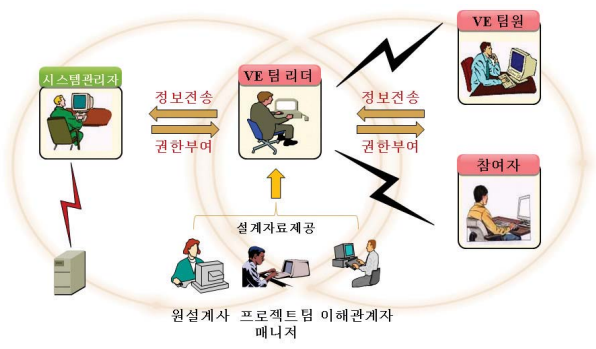 VE 팀원
시스템관리자
VE 팀 리더
정보전송
정보전송
권한부여
권한부여
참여자
설계자료제공
원설계사 프로젝트팀 이해관계자
매니저